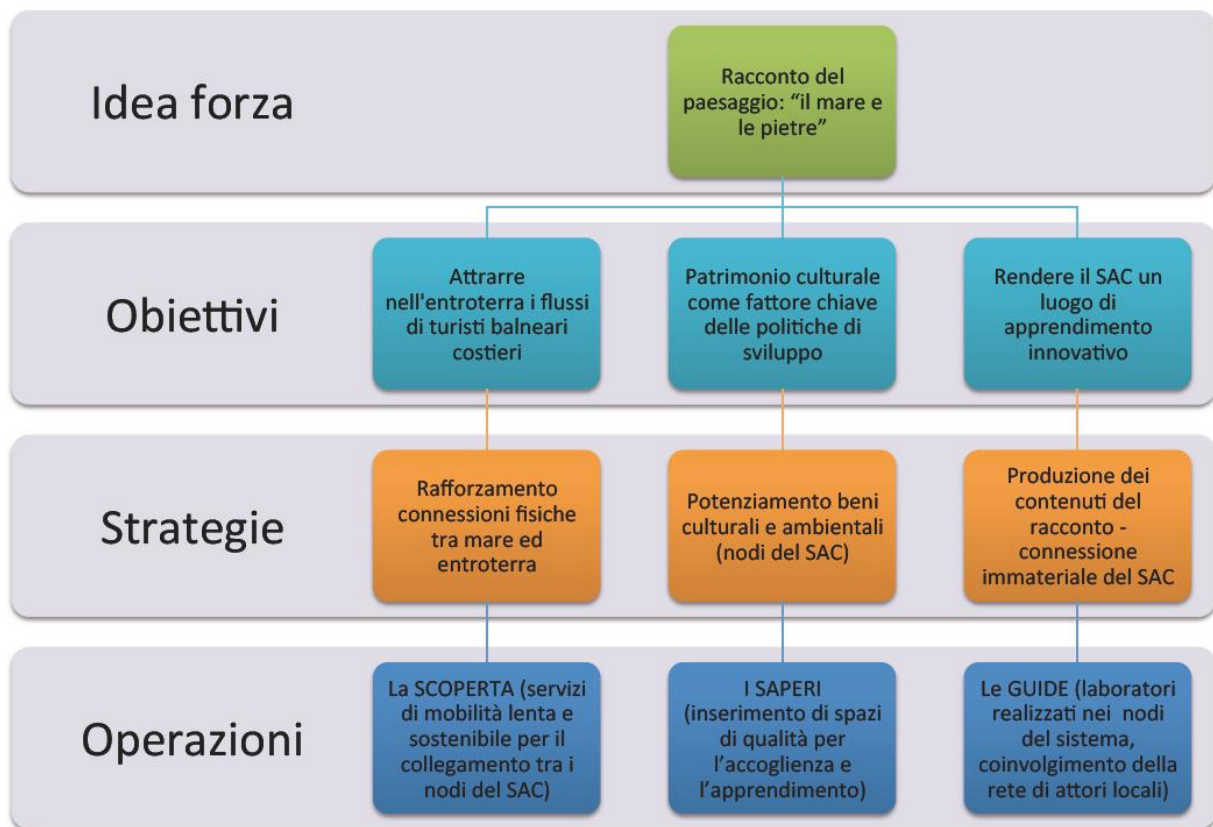 Idea forza
Racconto del
paesaggio: “il mare e
le pietre”
Obiettivi
Attrarre
nell'entroterra i flussi
di turisti balneari
costieri
Patrimonio culturale
come fattore chiave
delle politiche di
sviluppo
Rendere il SAC un
luogo di
apprendimento
innovativo
Strategie
Rafforzamento
connessioni fisiche
tra mare ed
entroterra
Potenziamento beni
culturali e ambientali
(nodi del SAC)
Produzione dei
contenuti del
racconto -
connessione
immateriale del SAC
Operazioni
La SCOPERTA (servizi
di mobilità lenta e
sostenibile per il
collegamento tra i
nodi del SAC)
I SAPERI
(inserimento di spazi
di qualità per
l’accoglienza e
l’apprendimento)
Le GUIDE (laboratori
realizzati nei nodi
del sistema,
coinvolgimento della
rete di attori locali)